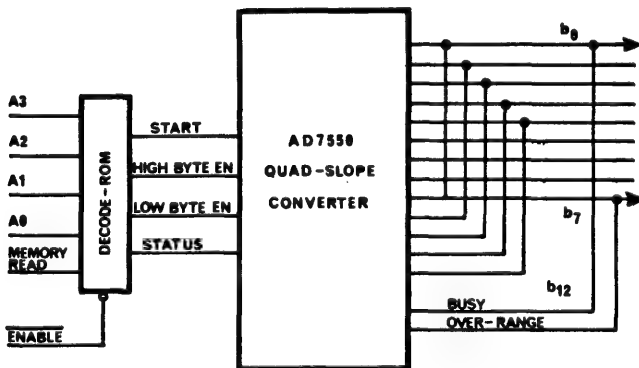 A3
A2
A1
A0
MEMORY
READ
ENABLE
DECODE-ROM
START
HIGH BYTE EN
LOW BYTE EN
STATUS
AD7550
QUAD-SLOPE
CONVERTER
b0
b7
b12
BUSY
OVER-RANGE